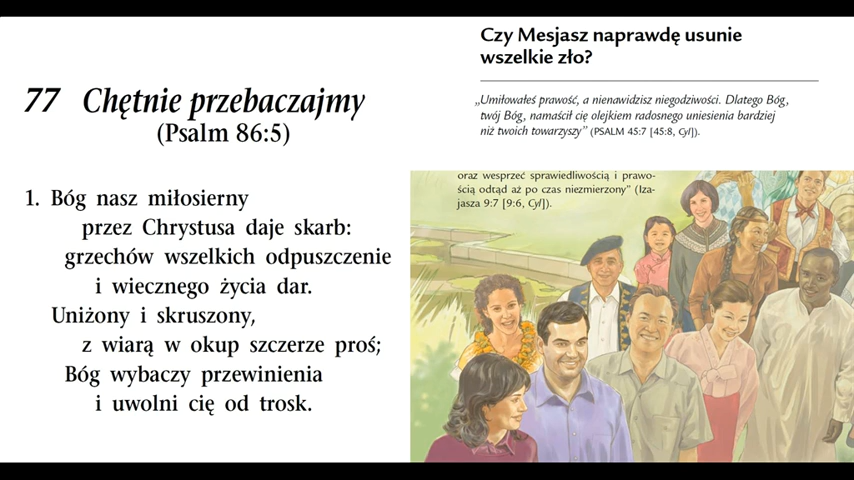 77 Chętnie przebaczajmy
(Psalm 86:5)
1. Bóg nasz miłosierny
przez Chrystusa daje skarb:
grzechów wszelkich odpuszczenie
i wiecznego życia dar.
Uniżony i skruszony,
z wiarą w okup szczerze proś;
Bóg wybaczy przewinienia
i uwolni cię od trosk.
Czy Mesjasz naprawdę usunie
wszelkie zło?
„Umiłowałeś prawość, a nienawidzisz niegodziwości. Dlatego Bóg,
twój Bóg, namaścił cię olejkiem radosnego uniesienia bardziej
niż twoich towarzyszy” (PSALM 45:7 [45:8, Cyl]).
oraz wesprzeć sprawiedliwością i prawo-
ścią odtąd aż po czas niezmierzony” (Iza-
jasza 9:7 [9:6, Cyl]).